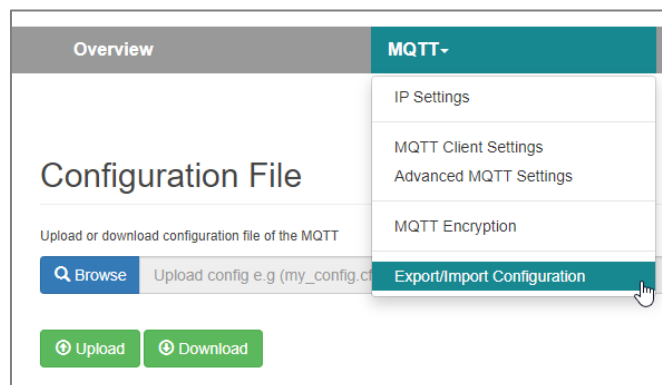 Overview
MQTT
IP Settings
MQTT Client Settings
Advanced MQTT Settings
MQTT Encryption
Export/Import Configuration
Configuration File
Upload or download configuration file of the MQTT
Browse
Upload config e.g (my_config.cf
Upload
Download